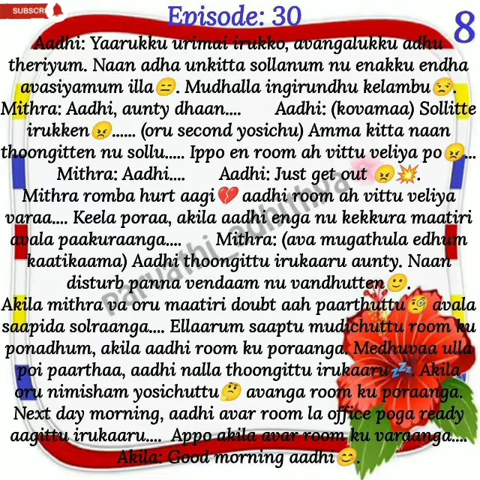 SUBSCRI
Episode: 30
8
Aadhi: Yaarukku urimai irukko, avangalukku adhu
theriyum. Naan adha unkitta sollanum nu enakku endha
avasiyamum illa😑. Mudhalla ingirundhu kelambu😒.
Mithra: Aadhi, aunty dhaan.... Aadhi: (kovamaa) Sollitte
irukken😠...... (oru second yosichu) Amma kitta naan
thoongitten nu sollu..... Ippo en room ah vittu veliya po😠...
Mithra: Aadhi.... Aadhi: Just get out 😠💥.
Mithra romba hurt aagi💔 aadhi room ah vittu veliya
varaa.... Keela poraa, akila aadhi enga nu kekkura maatiri
avala paakuraanga.... Mithra: (ava mugathula edhum
kaatikaama) Aadhi thoongittu irukaaru aunty. Naan
disturb panna vendaam nu vandhutten🙂.
Akila mithra va oru maatiri doubt aah paarthuttu🧐 avala
saapida solraanga.... Ellaarum saaptu mudichuttu room ku
ponadhum, akila aadhi room ku poraanga. Medhuvaa ulla
poi paarthaa, aadhi nalla thoongittu irukaaru💤. Akila
oru nimisham yosichuttu🤔 avanga room ku poraanga.
Next day morning, aadhi avar room la office poga ready
aagittu irukaaru.... Appo akila avar room ku varaanga....
Akila: Good morning aadhi😊.